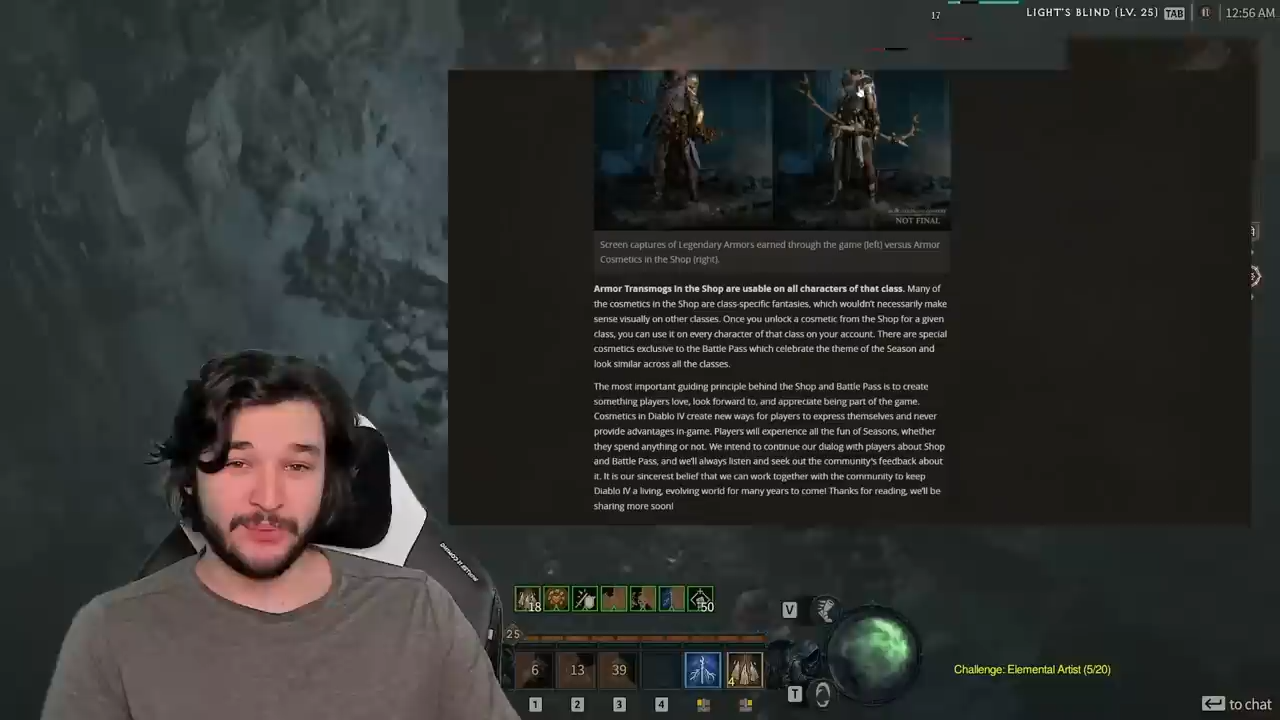 17
LIGHT'S BLIND (LV. 25) TAB
12:56 AM
NOT FINAL
Screen captures of Legendary Armors earned through the game (left) versus Armor
Cosmetics in the Shop (right).
Armor Transmogs in the Shop are usable on all characters of that class. Many of
the cosmetics in the Shop are class-specific fantasies, which wouldn't necessarily make
sense visually on other classes. Once you unlock a cosmetic from the Shop for a given
class, you can use it on every character of that class on your account. There are special
cosmetics exclusive to the Battle Pass which celebrate the theme of the Season and
look similar across all the classes.
The most important guiding principle behind the Shop and Battle Pass is to create
something players love, look forward to, and appreciate being part of the game.
Cosmetics in Diablo IV create new ways for players to express themselves and never
provide advantages in-game. Players will experience all the fun of Seasons, whether
they spend anything or not. We intend to continue our dialog with players about Shop
and Battle Pass, and we'll always listen and seek out the community's feedback about
it. It is our sincerest belief that we can work together with the community to keep
Diablo IV a living, evolving world for many years to come! Thanks for reading, we'll be
sharing more soon!
18
50
V
25
6
13
39
4
Challenge: Elemental Artist (5/20)
1
2
3
4
T
to chat